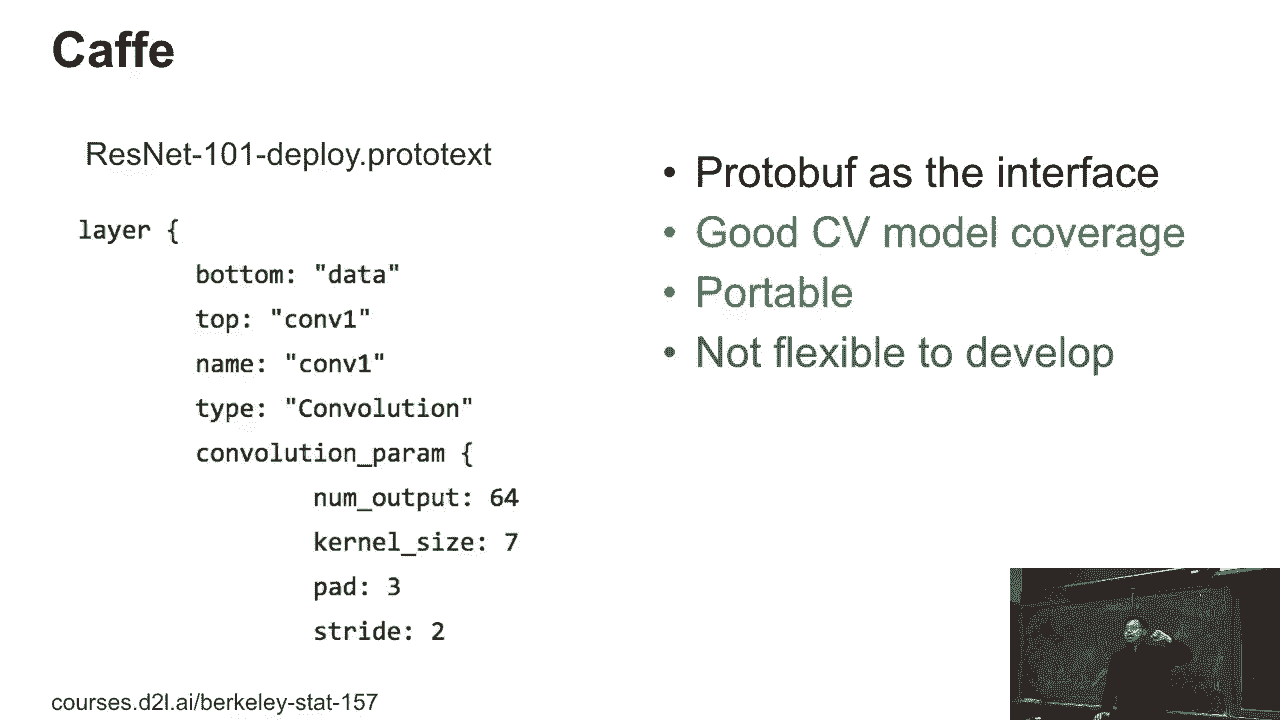 Caffe
ResNet-101-deploy.prototext
layer {
bottom: "data"
top: "conv1"
name: "conv1"
type: "Convolution"
convolution_param {
num_output: 64
kernel_size: 7
pad: 3
stride: 2
• Protobuf as the interface
• Good CV model coverage
• Portable
• Not flexible to develop
courses.d2l.ai/berkeley-stat-157